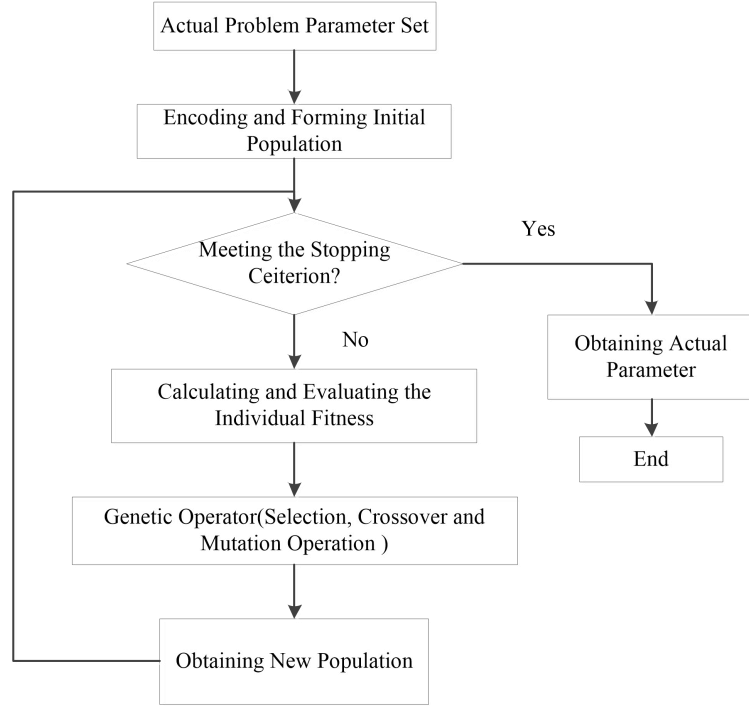 Actual Problem Parameter Set
Encoding and Forming Initial
Population
Meeting the Stopping
Ceiterion?
Yes
No
Obtaining Actual
Parameter
Calculating and Evaluating the
Individual Fitness
End
Genetic Operator(Selection, Crossover and
Mutation Operation )
Obtaining New Population